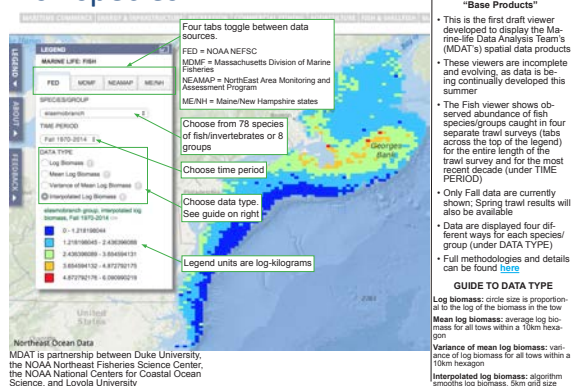 MARITIME COMMERCE
LEGEND
ABOUT
FEEDBACK
LEGEND
MARINE LIFE: FISH
FED MDMF NEAMAP ME/NH
SPECIES/GROUP
elasmobranch
TIME PERIOD
Fall 1970-2014
DATA TYPE
Log Biomass
Mean Log Biomass
Variance of Mean Log Biomass
Interpolated Log Biomass
elasmobranch group, interpolated log
biomass, Fall 1970-2014
0 - 1.218198044
1.218198045 - 2.436396088
2.436396089 - 3.654594131
3.654594132 - 4.872792175
4.872792176 - 6.090990219
Four tabs toggle between data
sources.
FED = NOAA NEFSC
MDMF = Massachusetts Division of Marine
Fisheries
NEAMAP = NorthEast Area Monitoring and
Assessment Program
ME/NH = Maine/New Hampshire states
Choose from 78 species
of fish/invertebrates or 8
groups
Choose time period
Choose data type.
See guide on right
Legend units are log-kilograms
Georges
Bank
United
States
Northeast Ocean Data
MDAT is partnership between Duke University,
the NOAA Northeast Fisheries Science Center,
the NOAA National Centers for Coastal Ocean
Science, and Loyola University
“Base Products”
• This is the first draft viewer
developed to display the Ma-
rine-life Data Analysis Team's
(MDAT's) spatial data products
• These viewers are incomplete
and evolving, as data is be-
ing continually developed this
summer
• The Fish viewer shows ob-
served abundance of fish
species/groups caught in four
separate trawl surveys (tabs
across the top of the legend)
for the entire length of the
trawl survey and for the most
recent decade (under TIME
PERIOD)
• Only Fall data are currently
shown; Spring trawl results will
also be available
• Data are displayed four dif-
ferent ways for each species/
group (under DATA TYPE)
• Full methodologies and details
can be found here
GUIDE TO DATA TYPE
Log biomass: circle size is proportion-
al to the log of the biomass in the tow
Mean log biomass: average log bio-
mass for all tows within a 10km hexa-
gon
Variance of mean log biomass: vari-
ance of log biomass for all tows within a
10km hexagon
Interpolated log biomass: algorithm
smooths log biomass, 5km grid size